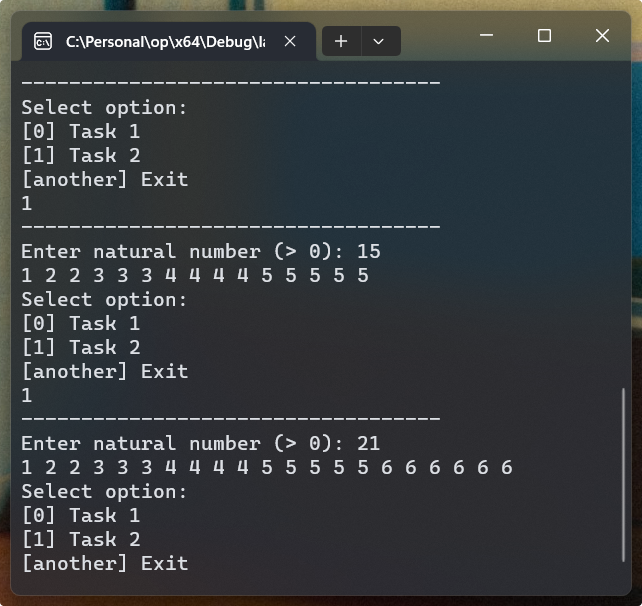 C:\Personal\op\x64\Debug\
-----------------------------------
Select option:
[0] Task 1
[1] Task 2
[another] Exit
1
-----------------------------------
Enter natural number (> 0): 15
1 2 2 3 3 3 4 4 4 4 5 5 5 5 5
Select option:
[0] Task 1
[1] Task 2
[another] Exit
1
-----------------------------------
Enter natural number (> 0): 21
1 2 2 3 3 3 4 4 4 4 5 5 5 5 5 6 6 6 6 6 6
Select option:
[0] Task 1
[1] Task 2
[another] Exit